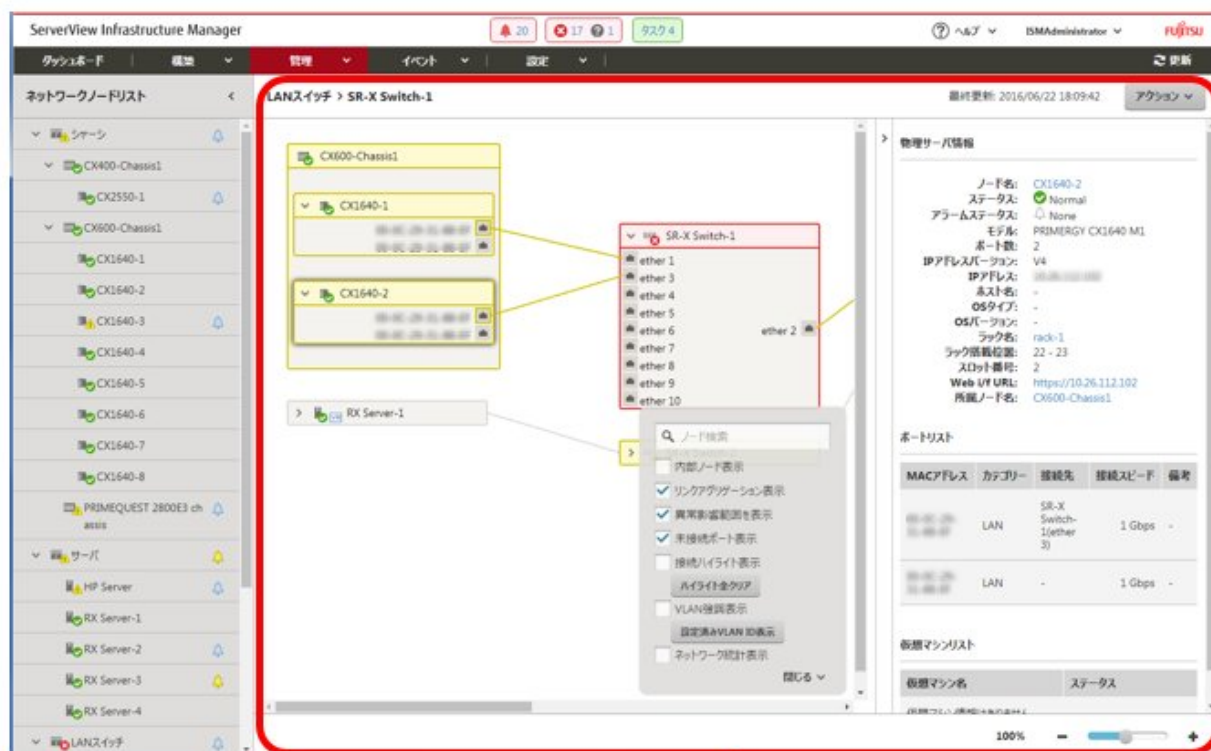 ServerView Infrastructure Manager
20
17 1
タスク 4
ヘルプ
ISMAdministrator
FUJITSU
ダッシュボード
構築
管理
イベント
設定
更新
ネットワークノードリスト
シャーシ
CX400-Chassis1
CX2550-1
CX600-Chassis1
CX1640-1
CX1640-2
CX1640-3
CX1640-4
CX1640-5
CX1640-6
CX1640-7
CX1640-8
PRIMEQUEST 2800E3 ch
assis
サーバ
HP Server
RX Server-1
RX Server-2
RX Server-3
RX Server-4
LANスイッチ
LANスイッチ > SR-X Switch-1
最終更新: 2016/06/22 18:09:42
アクション
CX600-Chassis1
CX1640-1
CX1640-2
RX Server-1
SR-X Switch-1
ether 1
ether 3
ether 4
ether 5
ether 6
ether 7
ether 8
ether 9
ether 10
ether 2
ノード検索
内部ノード表示
リンクアグリゲーション表示
異常影響範囲を表示
未接続ポート表示
接続ハイライト表示
ハイライト全クリア
VLAN強調表示
設定済みVLAN ID表示
ネットワーク統計表示
閉じる
物理サーバ情報
ノード名: CX1640-2
ステータス: Normal
アラームステータス: None
モデル: PRIMERGY CX1640 M1
ポート数: 2
IPアドレスバージョン: V4
IPアドレス:
ホスト名: -
OSタイプ: -
OSバージョン: -
ラック名: rack-1
ラック搭載位置: 22 - 23
スロット番号: 2
Web i/f URL: https://10.26.112.102
所属ノード名: CX600-Chassis1
ポートリスト
MACアドレス カテゴリー 接続先 接続スピード 備考
LAN SR-X Switch-1(ether 3) 1 Gbps -
LAN - 1 Gbps -
仮想マシンリスト
仮想マシン名 ステータス
100%